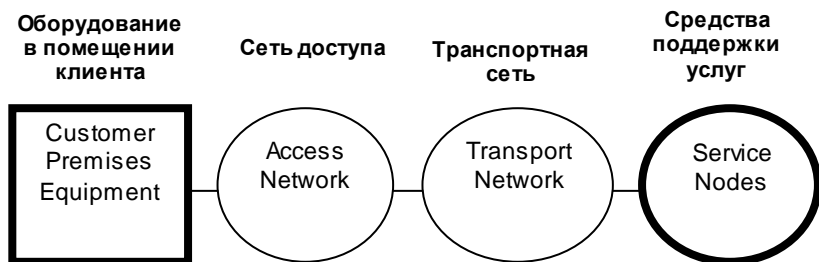 Оборудование
в помещении
клиента
Сеть доступа
Транспортная
сеть
Средства
поддержки
услуг
Customer
Premises
Equipment
Access
Network
Transport
Network
Service
Nodes